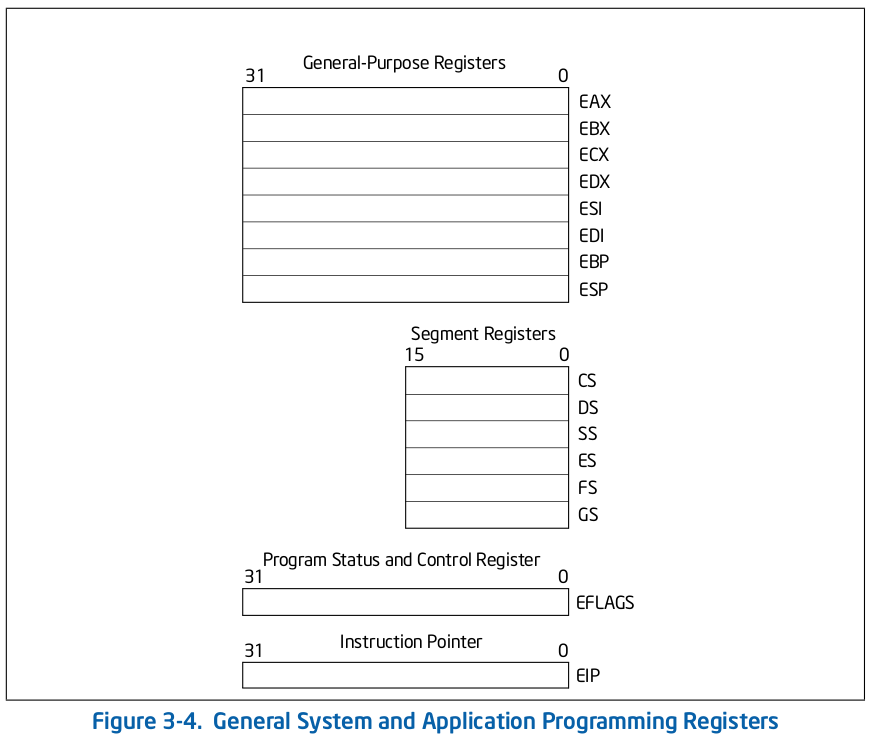 General-Purpose Registers
31 0
EAX
EBX
ECX
EDX
ESI
EDI
EBP
ESP
Segment Registers
15 0
CS
DS
SS
ES
FS
GS
Program Status and Control Register
31 0
EFLAGS
Instruction Pointer
31 0
EIP
Figure 3-4. General System and Application Programming Registers